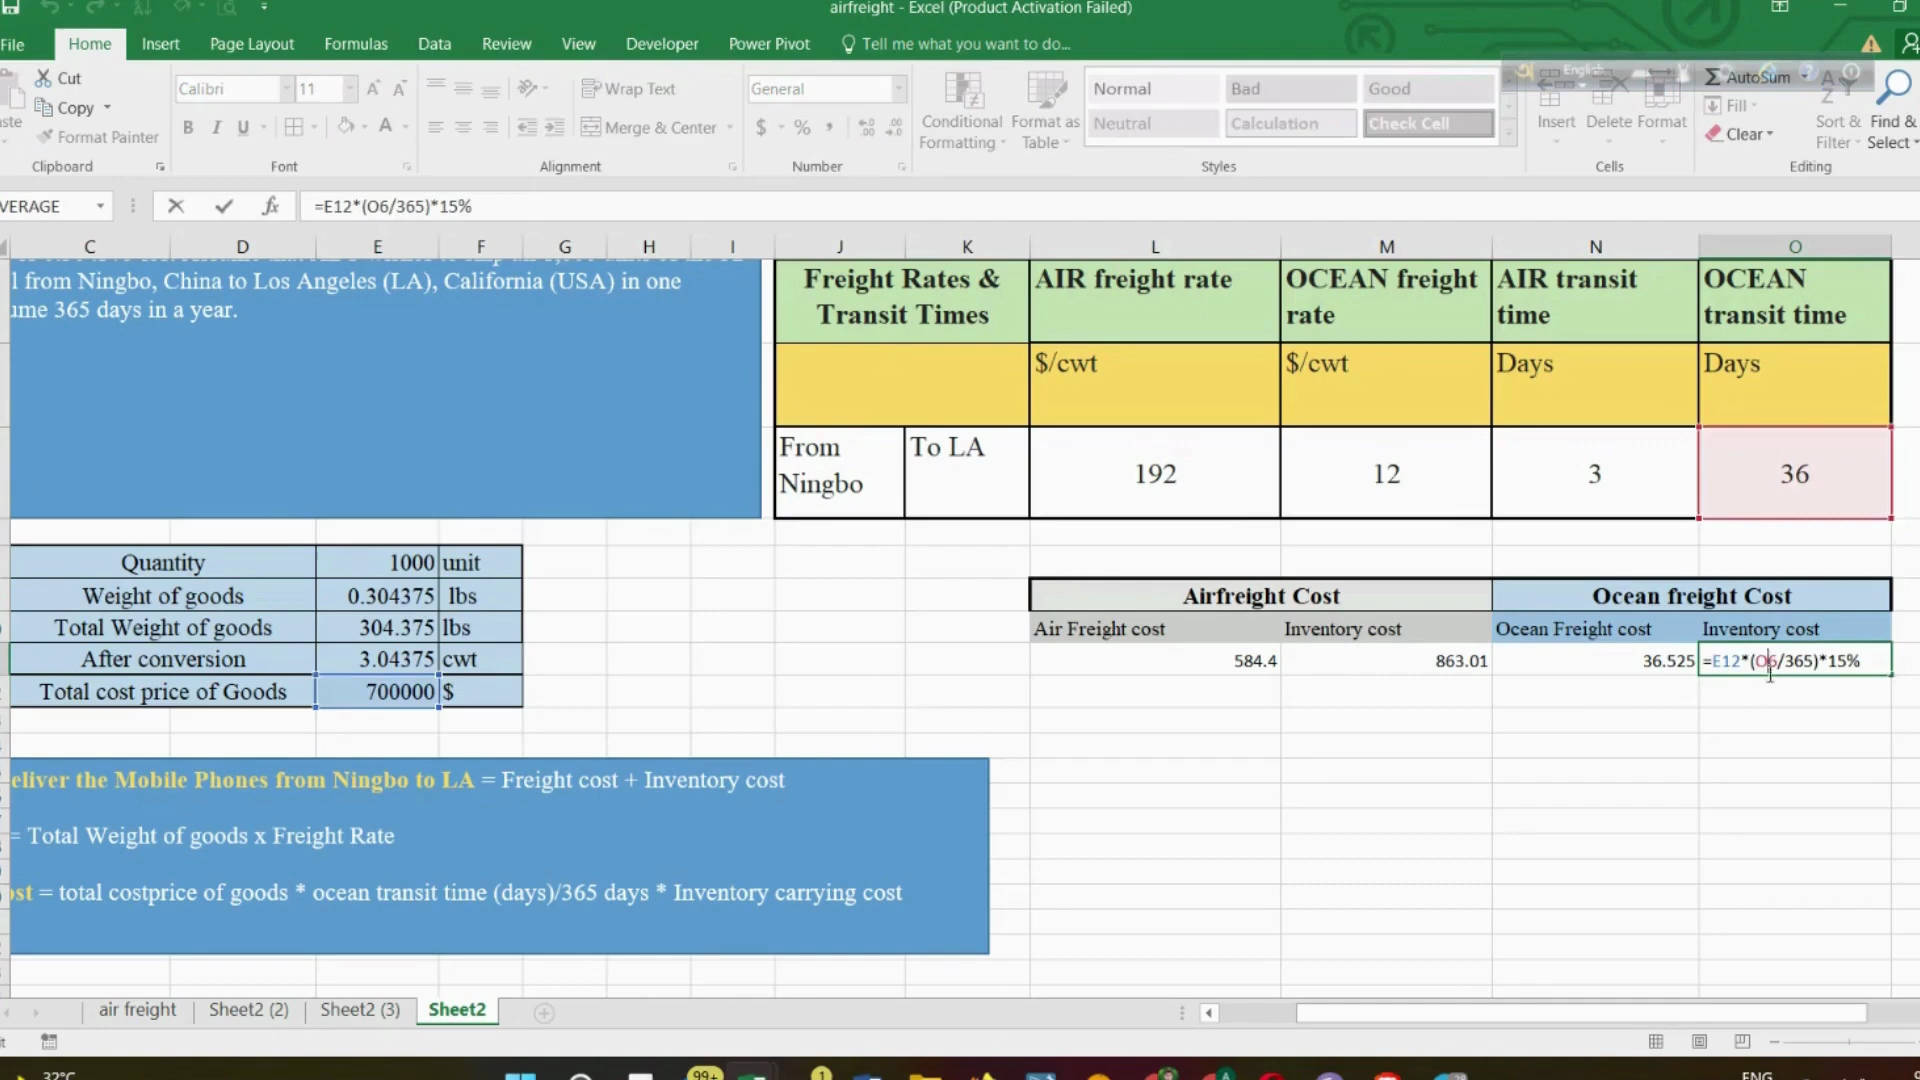 airfreight - Excel (Product Activation Failed)
File Home Insert Page Layout Formulas Data Review View Developer Power Pivot Tell me what you want to do...
Cut
Copy
Format Painter
Clipboard
Calibri 11
B I U
Font
Wrap Text
Merge & Center
Alignment
General
$ %
Number
Conditional Formatting
Format as Table
Normal Bad Good
Neutral Calculation Check Cell
Styles
English
Insert Delete Format
Cells
AutoSum
Fill
Clear
Sort & Filter
Find & Select
Editing
VERAGE fx =E12*(O6/365)*15%
C D E F G H I J K L M N O
l from Ningbo, China to Los Angeles (LA), California (USA) in one
ume 365 days in a year.
Freight Rates & Transit Times
AIR freight rate
OCEAN freight rate
AIR transit time
OCEAN transit time
$/cwt $/cwt Days Days
From Ningbo To LA 192 12 3 36
Quantity 1000 unit
Weight of goods 0.304375 lbs
Total Weight of goods 304.375 lbs
After conversion 3.04375 cwt
Total cost price of Goods 700000 $
Airfreight Cost Ocean freight Cost
Air Freight cost Inventory cost Ocean Freight cost Inventory cost
584.4 863.01 36.525 =E12*(O6/365)*15%
eliver the Mobile Phones from Ningbo to LA = Freight cost + Inventory cost
= Total Weight of goods x Freight Rate
ost = total costprice of goods * ocean transit time (days)/365 days * Inventory carrying cost
air freight Sheet2 (2) Sheet2 (3) Sheet2
32°C 99+ 1 ENG